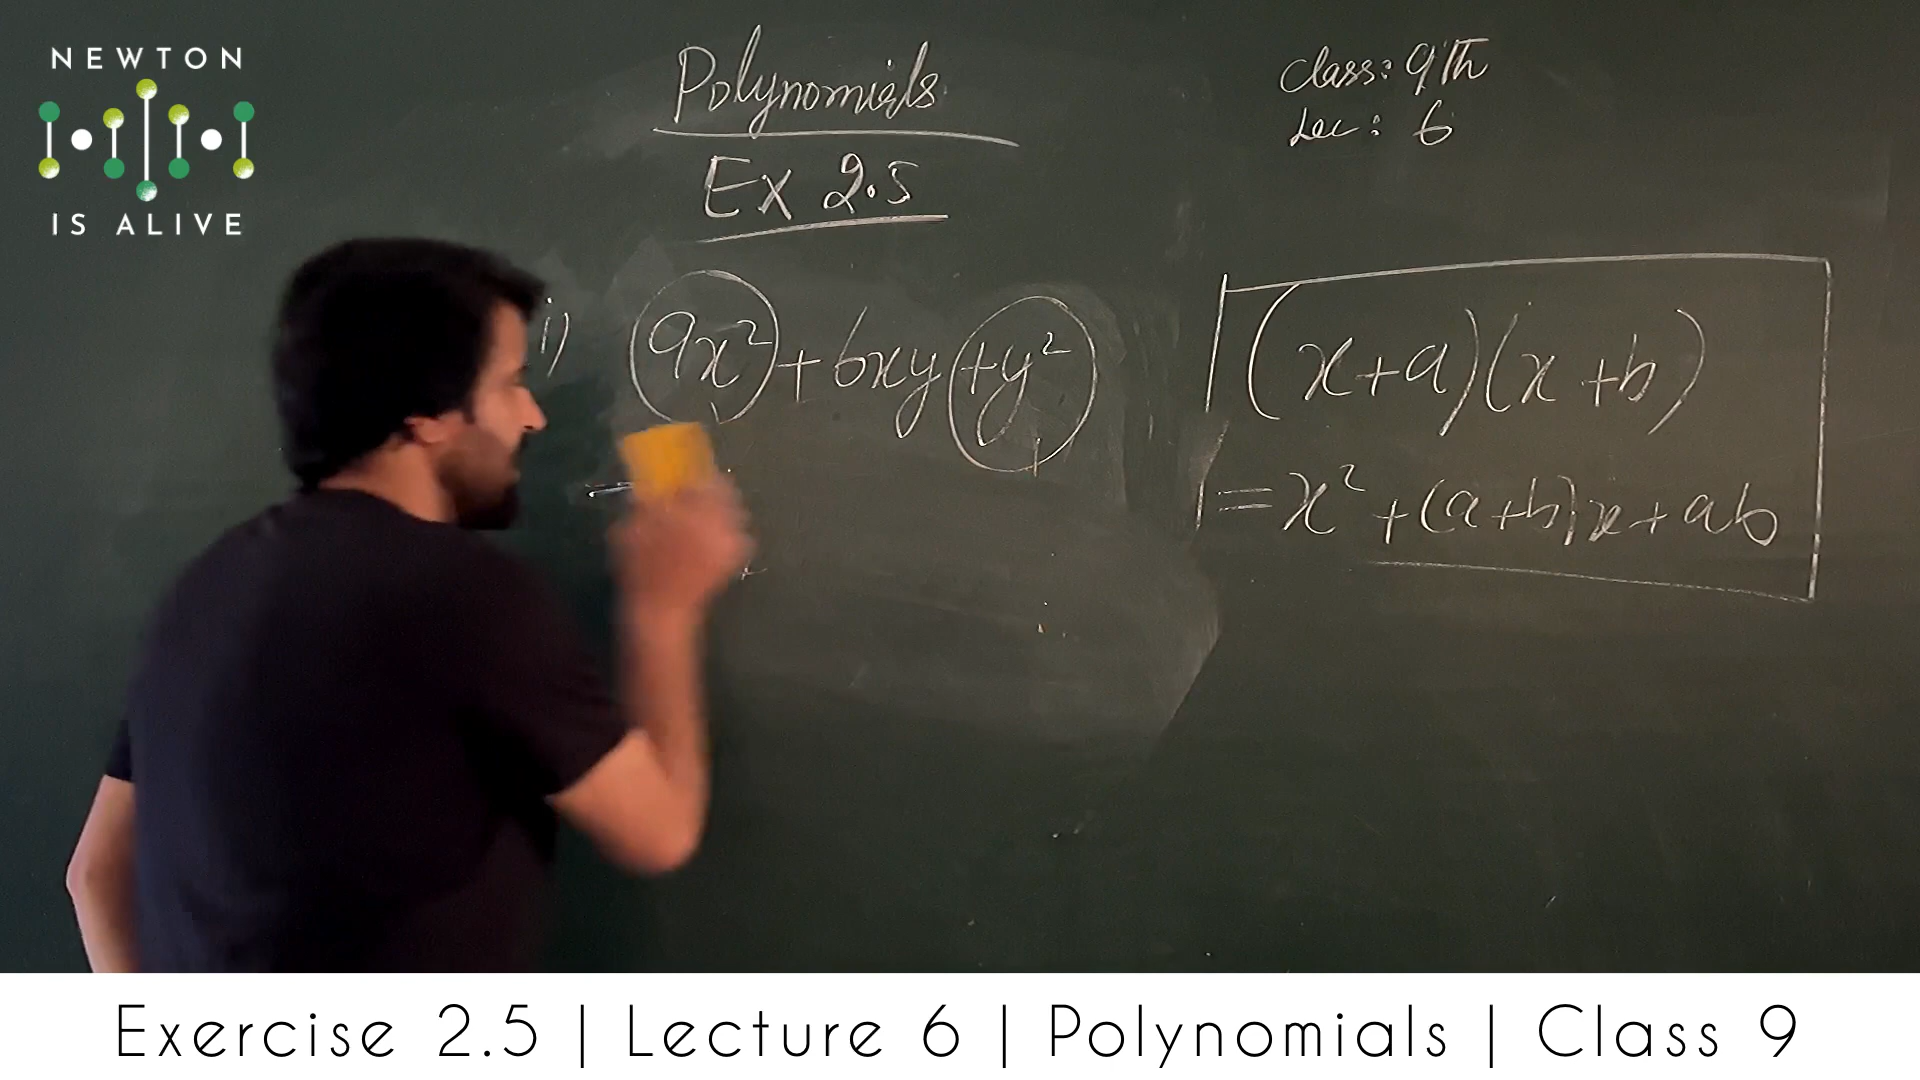 NEWTON
IS ALIVE
Polynomials
Ex 2.5
Class: 9Th
Lec: 6
i) 9x² + 6xy + y²
(x+a)(x+b)
= x² + (a+b)x + ab
Exercise 2.5 | Lecture 6 | Polynomials | Class 9